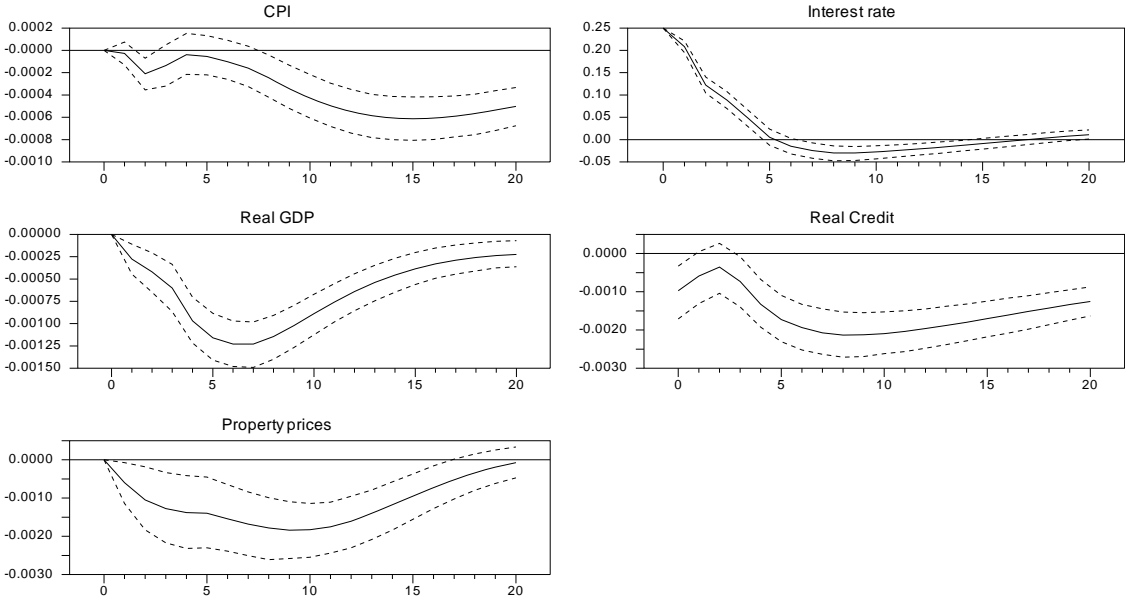 CPI
0.0002
-0.0000
-0.0002
-0.0004
-0.0006
-0.0008
-0.0010
0 5 10 15 20
Interest rate
0.25
0.20
0.15
0.10
0.05
0.00
-0.05
0 5 10 15 20
Real GDP
0.00000
-0.00025
-0.00050
-0.00075
-0.00100
-0.00125
-0.00150
0 5 10 15 20
Real Credit
0.0000
-0.0010
-0.0020
-0.0030
0 5 10 15 20
Property prices
0.0000
-0.0010
-0.0020
-0.0030
0 5 10 15 20